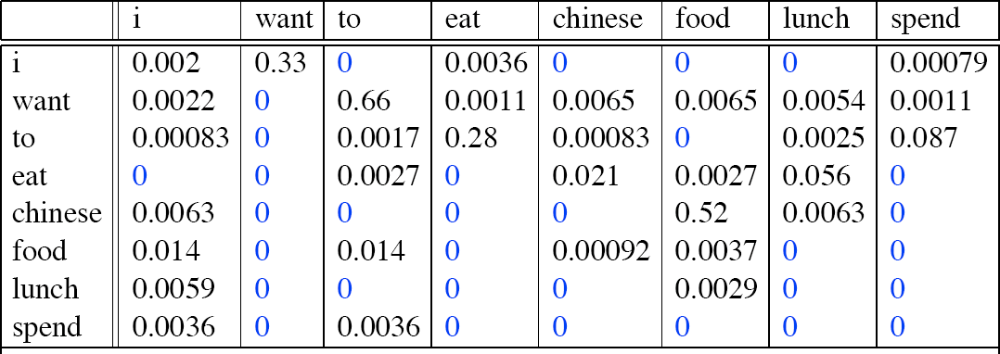 i want to eat chinese food lunch spend
i 0.002 0.33 0 0.0036 0 0 0 0.00079
want 0.0022 0 0.66 0.0011 0.0065 0.0065 0.0054 0.0011
to 0.00083 0 0.0017 0.28 0.00083 0 0.0025 0.087
eat 0 0 0.0027 0 0.021 0.0027 0.056 0
chinese 0.0063 0 0 0 0 0.52 0.0063 0
food 0.014 0 0.014 0 0.00092 0.0037 0 0
lunch 0.0059 0 0 0 0 0.0029 0 0
spend 0.0036 0 0.0036 0 0 0 0 0